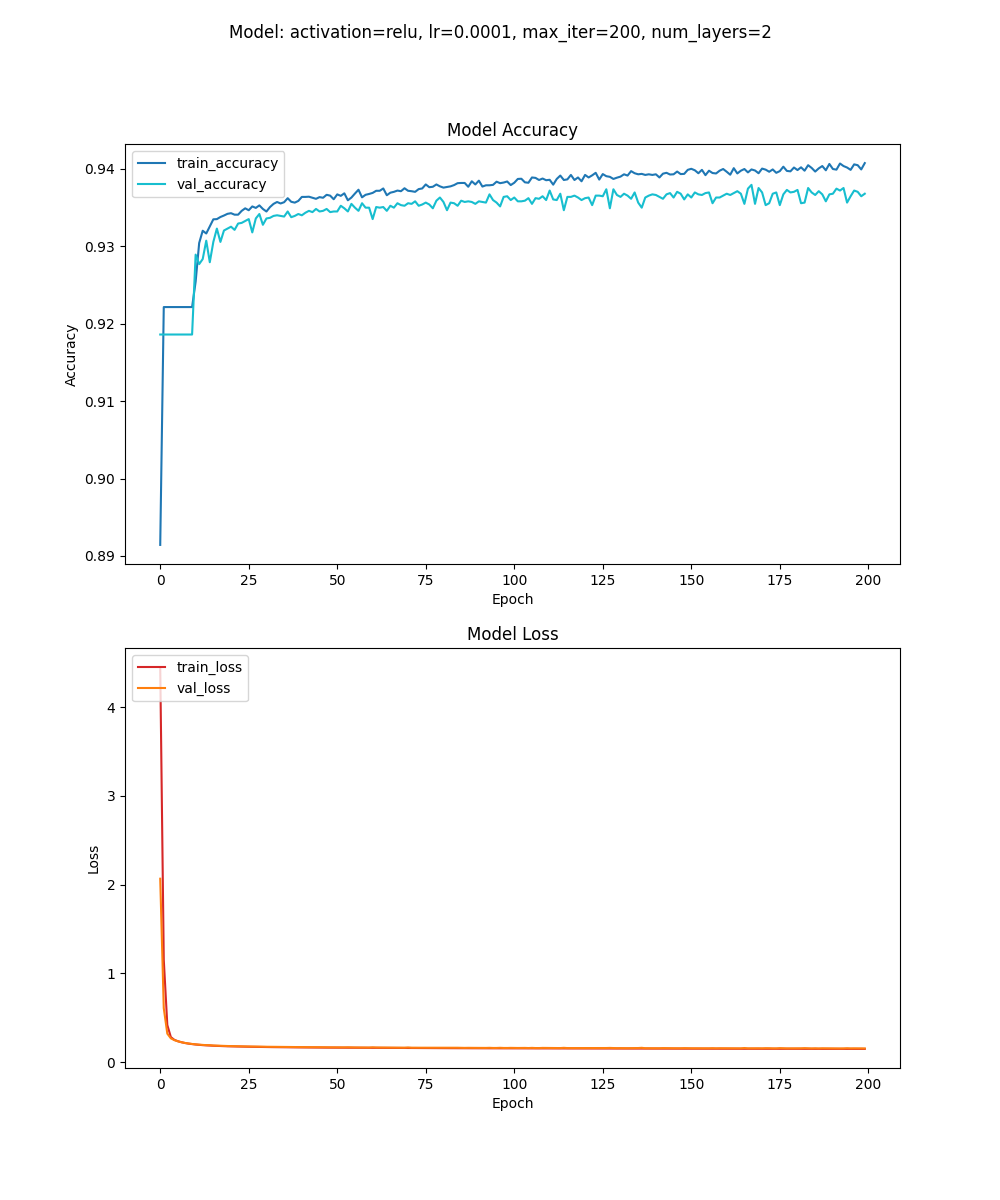 Model: activation=relu, lr=0.0001, max_iter=200, num_layers=2
Model Accuracy
train_accuracy
val_accuracy
0.94
0.93
0.92
0.91
0.90
0.89
Accuracy
0 25 50 75 100 125 150 175 200
Epoch
Model Loss
train_loss
val_loss
4
3
2
1
0
Loss
0 25 50 75 100 125 150 175 200
Epoch